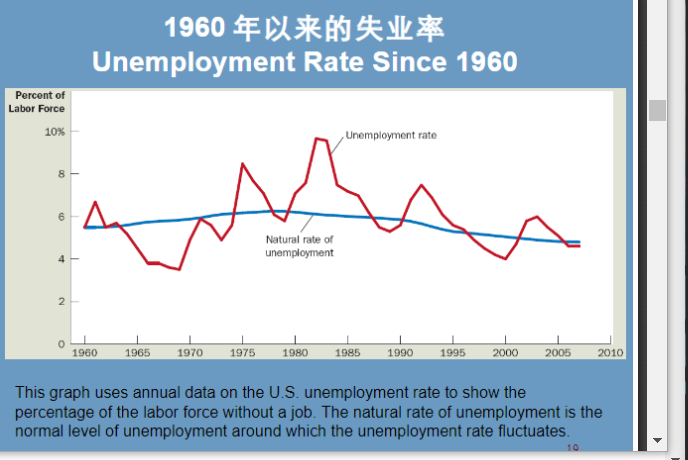 1960 年以来的失业率
Unemployment Rate Since 1960
Percent of
Labor Force
10%
Unemployment rate
8
6
Natural rate of
unemployment
4
2
0
1960 1965 1970 1975 1980 1985 1990 1995 2000 2005 2010
This graph uses annual data on the U.S. unemployment rate to show the
percentage of the labor force without a job. The natural rate of unemployment is the
normal level of unemployment around which the unemployment rate fluctuates.